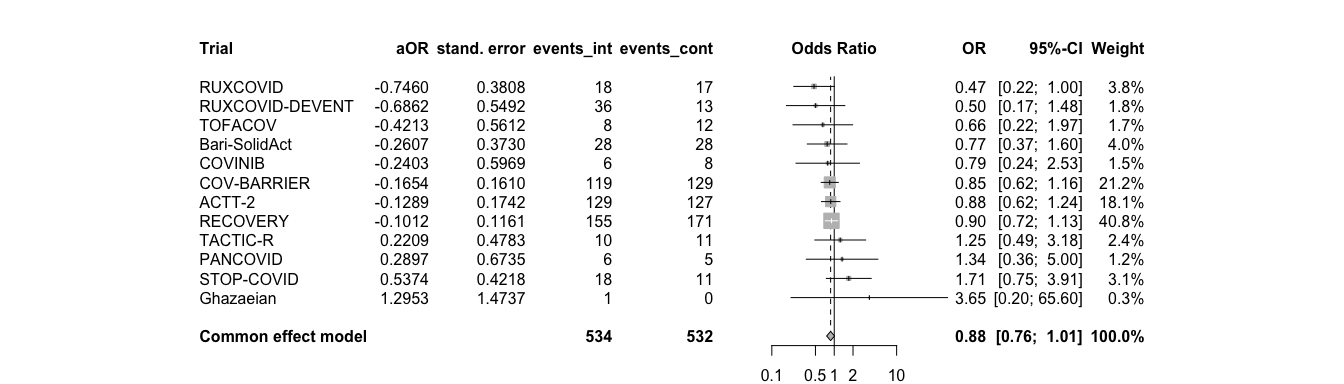 Trial aOR stand. error events_int events_cont Odds Ratio OR 95%-CI Weight
RUXCOVID -0.7460 0.3808 18 17 0.47 [0.22; 1.00] 3.8%
RUXCOVID-DEVENT -0.6862 0.5492 36 13 0.50 [0.17; 1.48] 1.8%
TOFACOV -0.4213 0.5612 8 12 0.66 [0.22; 1.97] 1.7%
Bari-SolidAct -0.2607 0.3730 28 28 0.77 [0.37; 1.60] 4.0%
COVINIB -0.2403 0.5969 6 8 0.79 [0.24; 2.53] 1.5%
COV-BARRIER -0.1654 0.1610 119 129 0.85 [0.62; 1.16] 21.2%
ACTT-2 -0.1289 0.1742 129 127 0.88 [0.62; 1.24] 18.1%
RECOVERY -0.1012 0.1161 155 171 0.90 [0.72; 1.13] 40.8%
TACTIC-R 0.2209 0.4783 10 11 1.25 [0.49; 3.18] 2.4%
PANCOVID 0.2897 0.6735 6 5 1.34 [0.36; 5.00] 1.2%
STOP-COVID 0.5374 0.4218 18 11 1.71 [0.75; 3.91] 3.1%
Ghazaeian 1.2953 1.4737 1 0 3.65 [0.20; 65.60] 0.3%
Common effect model 534 532 0.88 [0.76; 1.01] 100.0%
0.1 0.5 1 2 10